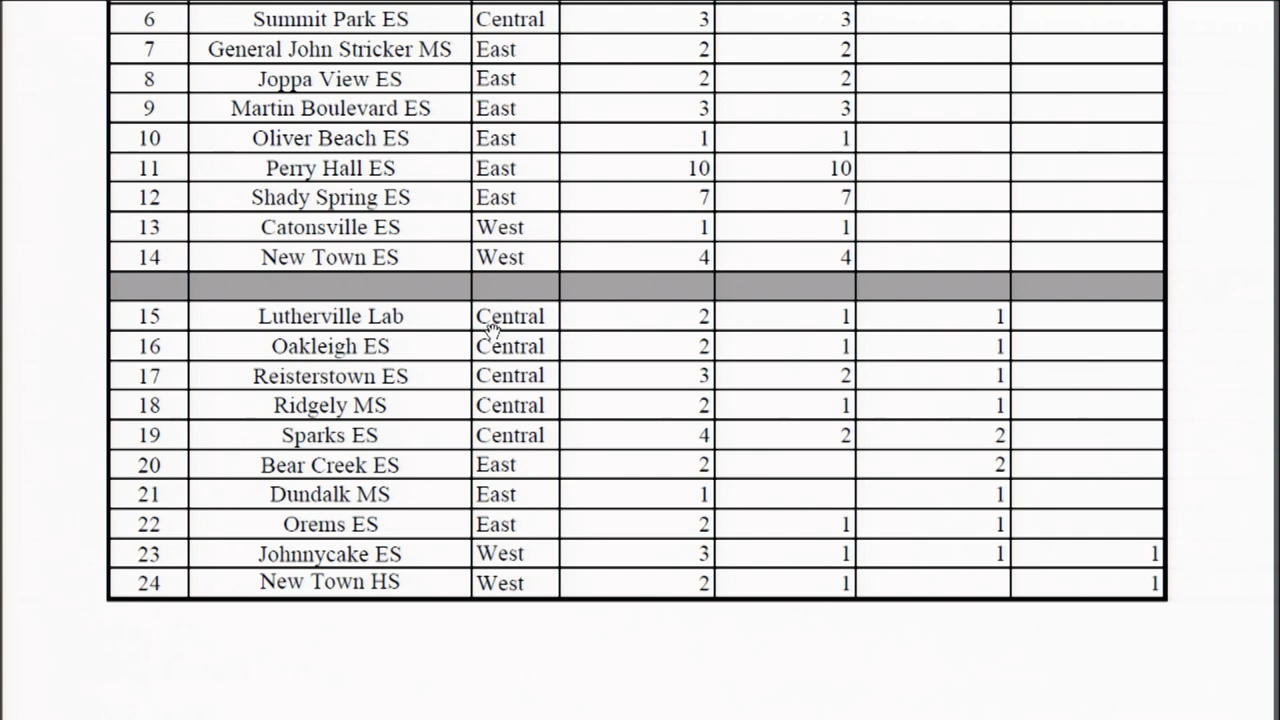 6 Summit Park ES Central 3 3
7 General John Stricker MS East 2 2
8 Joppa View ES East 2 2
9 Martin Boulevard ES East 3 3
10 Oliver Beach ES East 1 1
11 Perry Hall ES East 10 10
12 Shady Spring ES East 7 7
13 Catonsville ES West 1 1
14 New Town ES West 4 4
15 Lutherville Lab Central 2 1 1
16 Oakleigh ES Central 2 1 1
17 Reisterstown ES Central 3 2 1
18 Ridgely MS Central 2 1 1
19 Sparks ES Central 4 2 2
20 Bear Creek ES East 2 2
21 Dundalk MS East 1 1
22 Orems ES East 2 1 1
23 Johnnycake ES West 3 1 1 1
24 New Town HS West 2 1 1